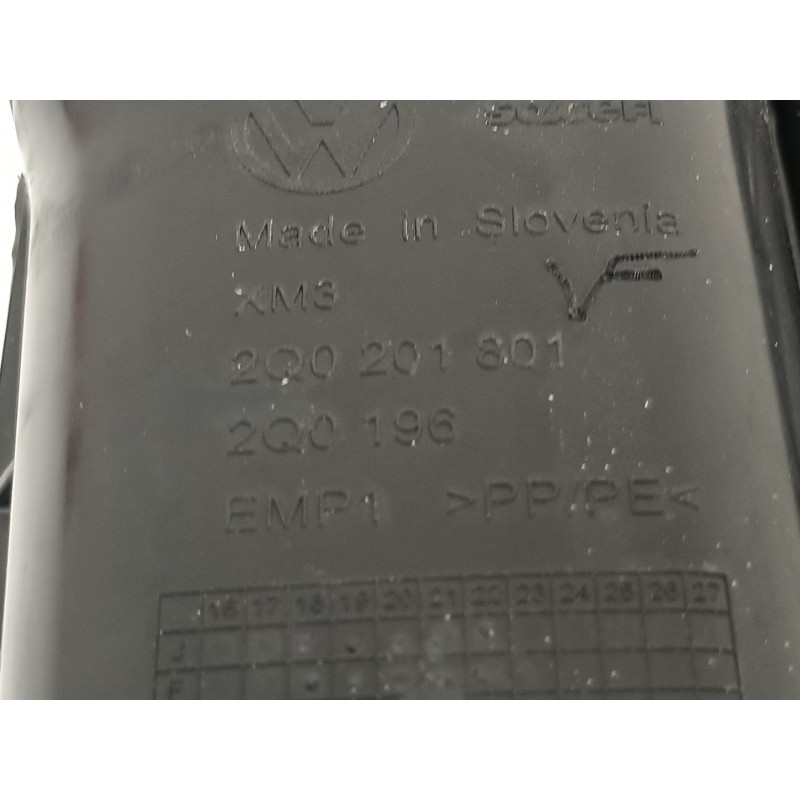 Made in Slovenia
XM3
2Q0 201 801
2Q0 196
EMP1 >PP/PE<
16 17 18 19 20 21 22 23 24 25 26 27
J
F